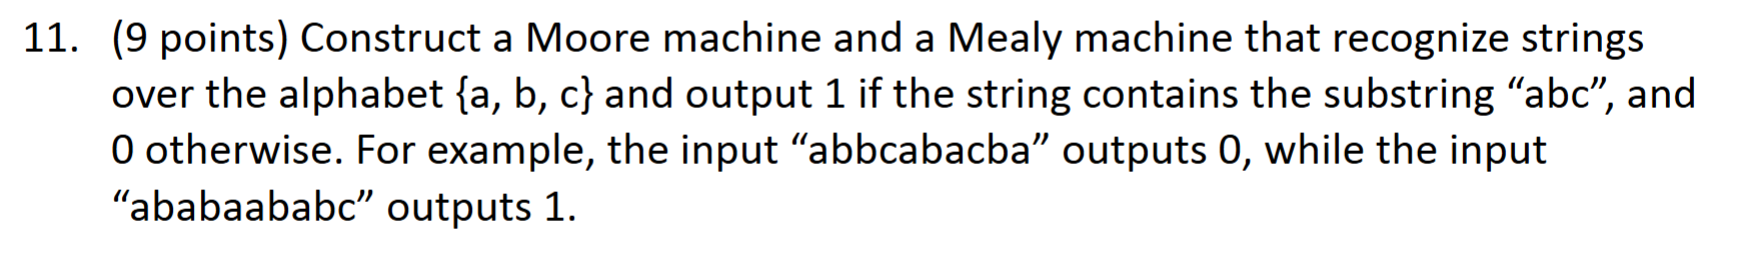 11. (9 points) Construct a Moore machine and a Mealy machine that recognize strings
over the alphabet {a, b, c} and output 1 if the string contains the substring “abc”, and
0 otherwise. For example, the input “abbcabacba” outputs 0, while the input
“ababaababc” outputs 1.